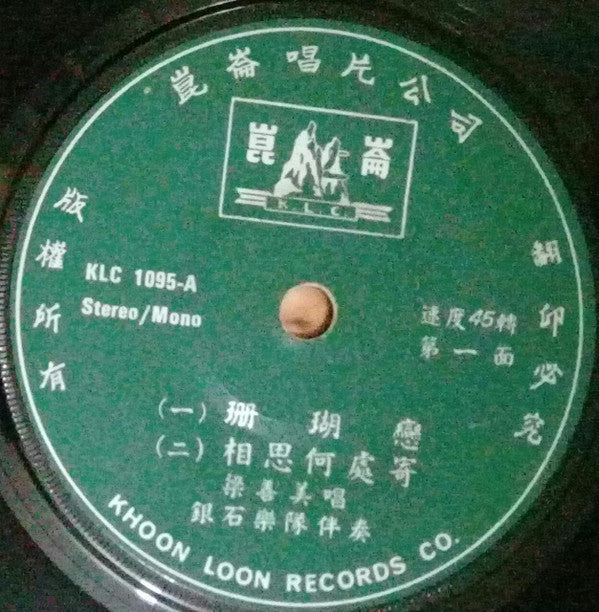 崑崙唱片公司
崑崙
KLC
版權所有
翻印必究
KLC 1095-A
Stereo/Mono
速度45轉
第一面
(一) 珊瑚戀
(二) 相思何處寄
梁善美唱
銀石樂隊伴奏
KHOON LOON RECORDS CO.